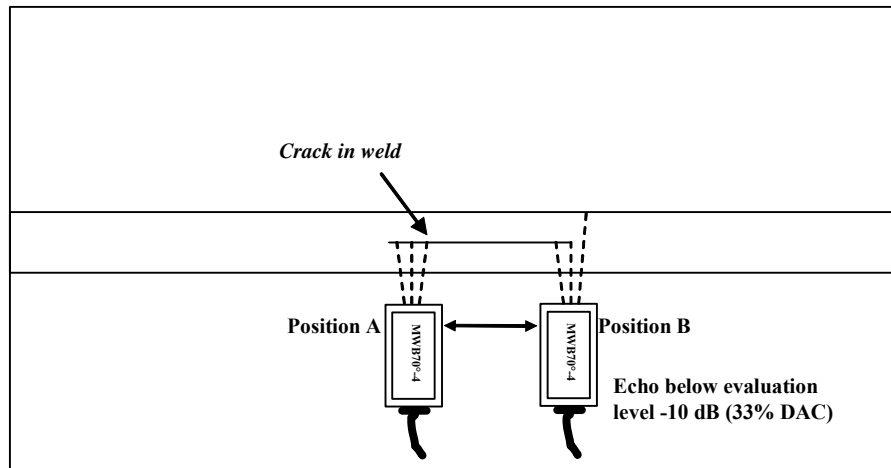 Crack in weld
Position A
MWB70°-4
MWB70°-4
Position B
Echo below evaluation
level -10 dB (33% DAC)